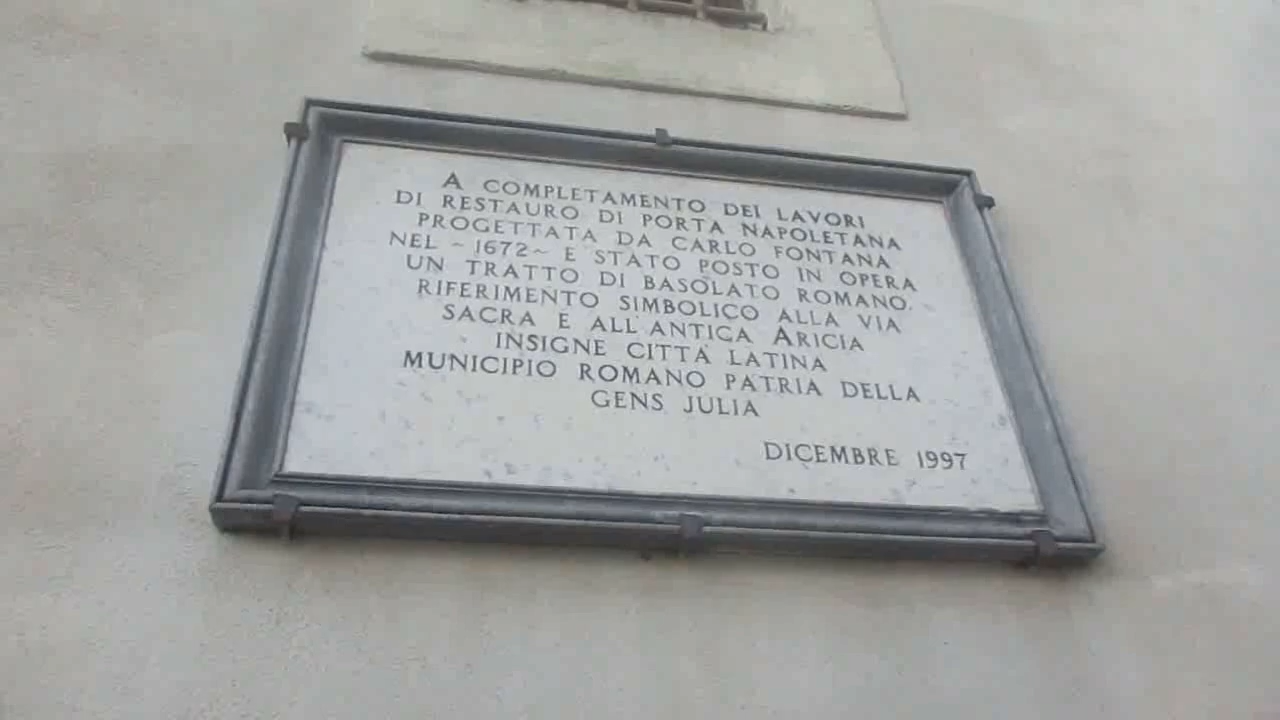 A COMPLETAMENTO DEI LAVORI
DI RESTAURO DI PORTA NAPOLETANA
PROGETTATA DA CARLO FONTANA
NEL ~ 1672 ~ E STATO POSTO IN OPERA
UN TRATTO DI BASOLATO ROMANO.
RIFERIMENTO SIMBOLICO ALLA VIA
SACRA E ALL'ANTICA ARICIA
INSIGNE CITTÀ LATINA
MUNICIPIO ROMANO PATRIA DELLA
GENS JULIA
DICEMBRE 1997